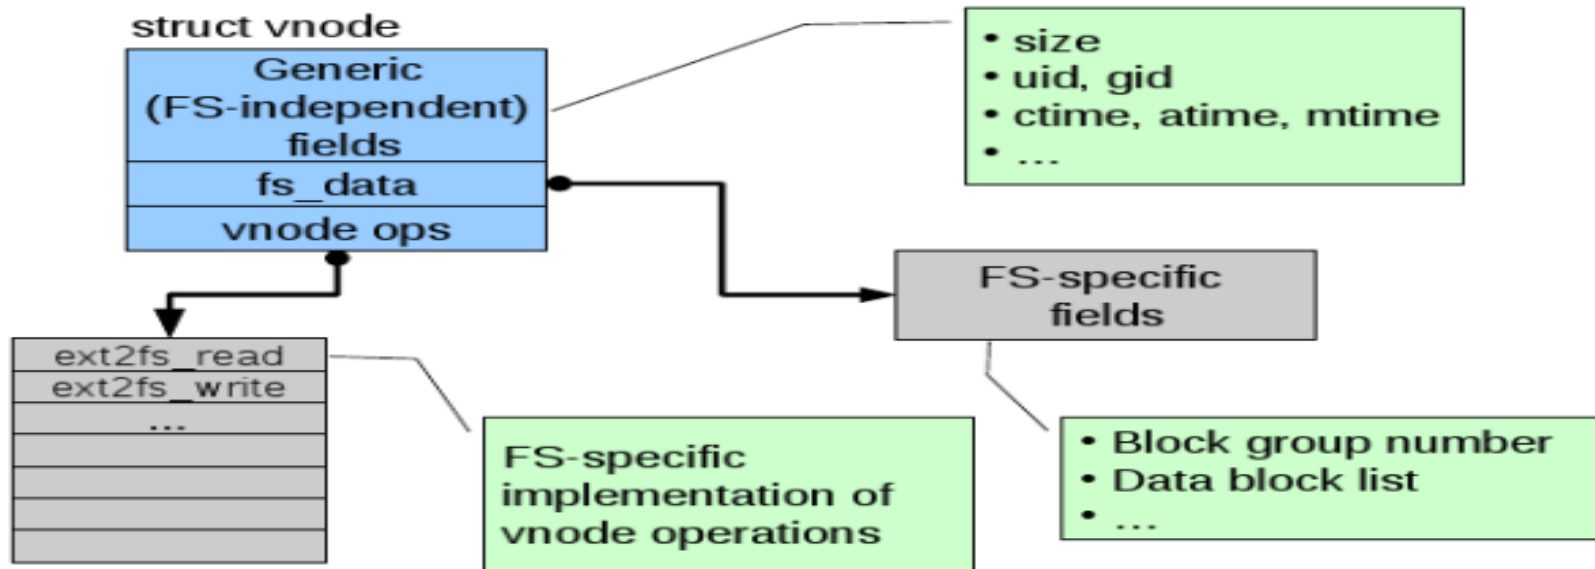 struct vnode
Generic
(FS-independent)
fields
fs_data
vnode ops
• size
• uid, gid
• ctime, atime, mtime
• ...
FS-specific
fields
ext2fs_read
ext2fs_write
...
FS-specific
implementation of
vnode operations
• Block group number
• Data block list
• ...